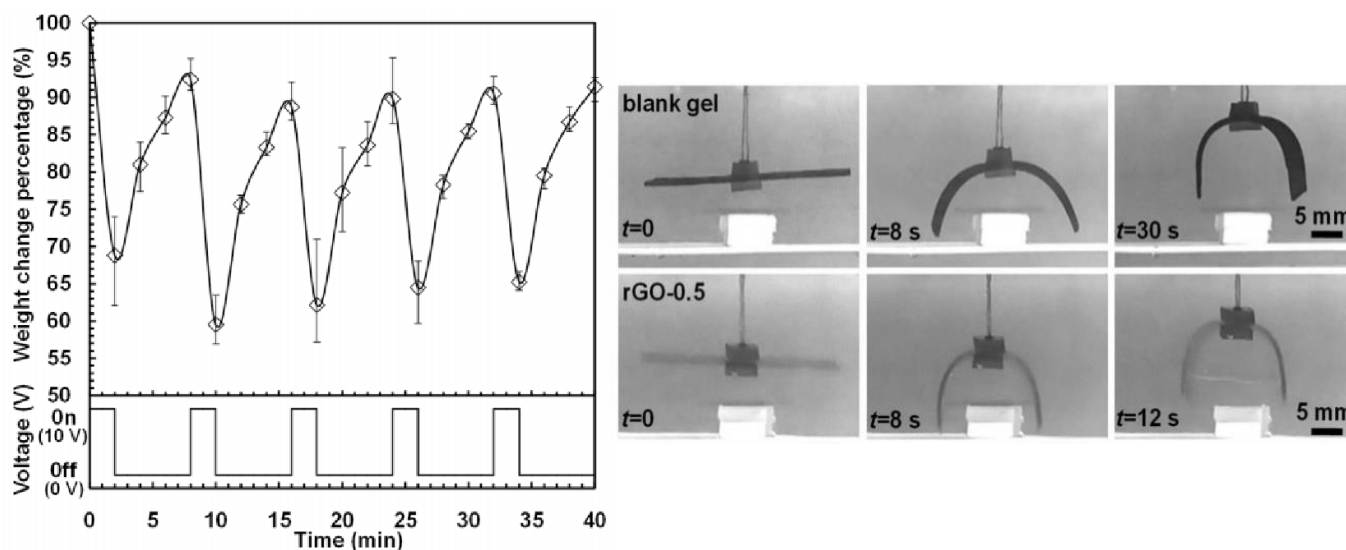 Weight change percentage (%)
100
95
90
85
80
75
70
65
60
55
50
Voltage (V)
On
(10 V)
Off
(0 V)
0 5 10 15 20 25 30 35 40
Time (min)
blank gel
t=0
t=8 s
t=30 s
5 mm
rGO-0.5
t=0
t=8 s
t=12 s
5 mm